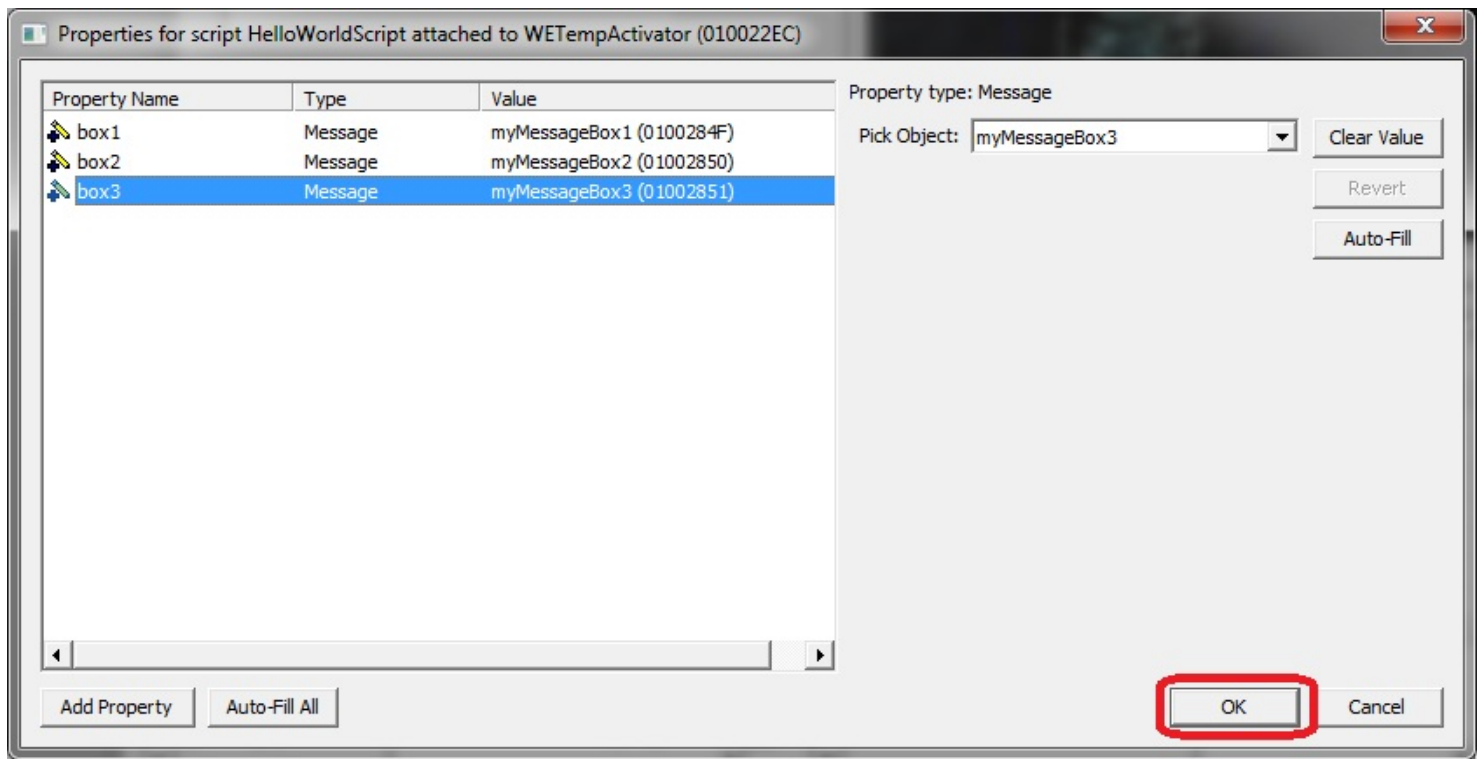 Properties for script HelloWorldScript attached to WETempActivator (010022EC)
Property Name Type Value
box1 Message myMessageBox1 (0100284F)
box2 Message myMessageBox2 (01002850)
box3 Message myMessageBox3 (01002851)
Property type: Message
Pick Object: myMessageBox3 Clear Value
Revert
Auto-Fill
Add Property Auto-Fill All OK Cancel